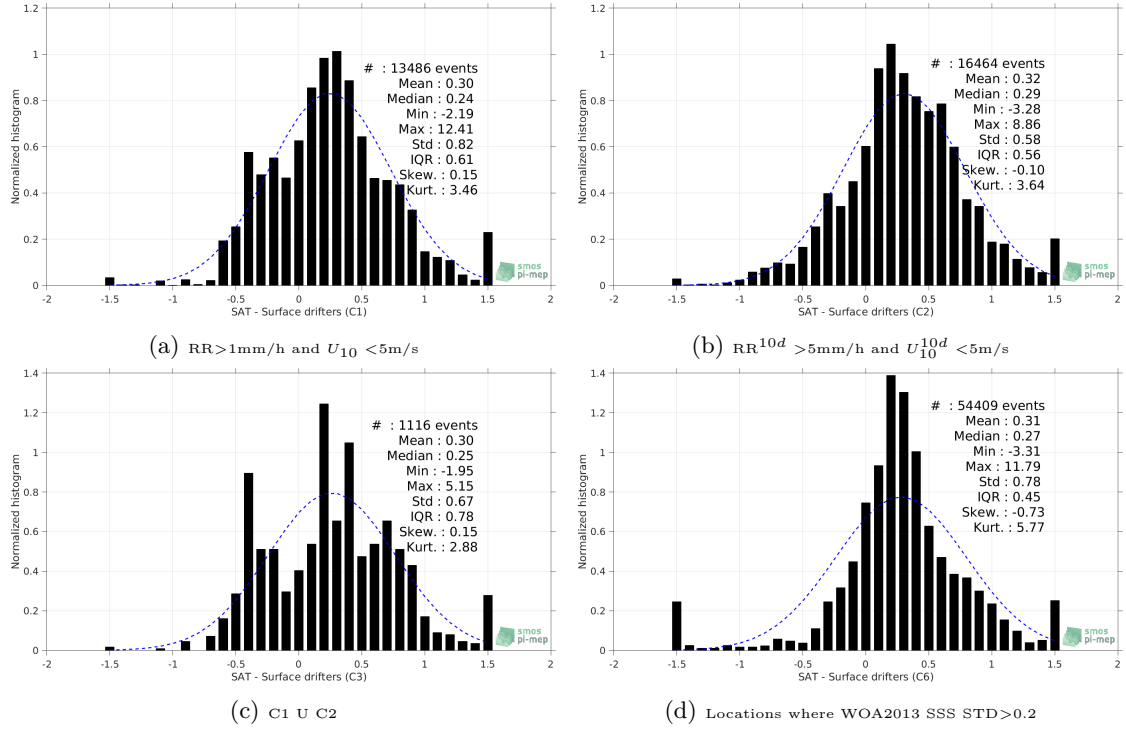 1.2
1
0.8
0.6
0.4
0.2
0
-2 -1.5 -1 -0.5 0 0.5 1 1.5 2
Normalized histogram
SAT - Surface drifters (C1)
# : 13486 events
Mean : 0.30
Median : 0.24
Min : -2.19
Max : 12.41
Std : 0.82
IQR : 0.61
Skew. : 0.15
Kurt. : 3.46
smos
pi-mep
(a) RR>1mm/h and U10 <5m/s
1.2
1
0.8
0.6
0.4
0.2
0
-2 -1.5 -1 -0.5 0 0.5 1 1.5 2
Normalized histogram
SAT - Surface drifters (C2)
# : 16464 events
Mean : 0.32
Median : 0.29
Min : -3.28
Max : 8.86
Std : 0.58
IQR : 0.56
Skew. : -0.10
Kurt. : 3.64
smos
pi-mep
(b) RR^10d >5mm/h and U10^10d <5m/s
1.4
1.2
1
0.8
0.6
0.4
0.2
0
-2 -1.5 -1 -0.5 0 0.5 1 1.5 2
Normalized histogram
SAT - Surface drifters (C3)
# : 1116 events
Mean : 0.30
Median : 0.25
Min : -1.95
Max : 5.15
Std : 0.67
IQR : 0.78
Skew. : 0.15
Kurt. : 2.88
smos
pi-mep
(c) C1 U C2
1.4
1.2
1
0.8
0.6
0.4
0.2
0
-2 -1.5 -1 -0.5 0 0.5 1 1.5 2
Normalized histogram
SAT - Surface drifters (C6)
# : 54409 events
Mean : 0.31
Median : 0.27
Min : -3.31
Max : 11.79
Std : 0.78
IQR : 0.45
Skew. : -0.73
Kurt. : 5.77
smos
pi-mep
(d) Locations where WOA2013 SSS STD>0.2